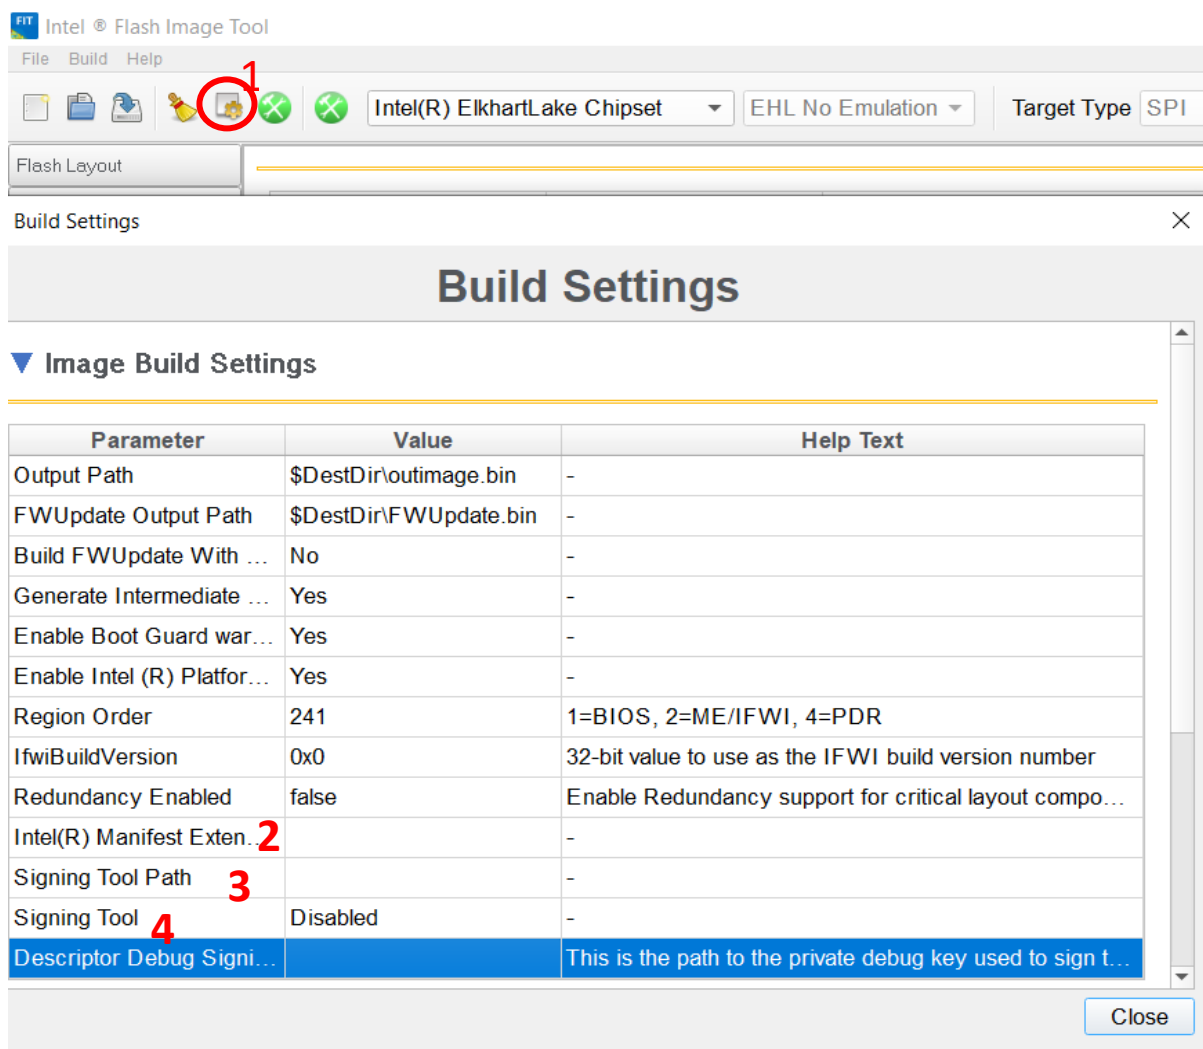 FIT Intel ® Flash Image Tool
File Build Help
1
Intel(R) ElkhartLake Chipset EHL No Emulation Target Type SPI
Flash Layout
Build Settings
Build Settings
Image Build Settings
Parameter Value Help Text
Output Path $DestDir\outimage.bin -
FWUpdate Output Path $DestDir\FWUpdate.bin -
Build FWUpdate With ... No -
Generate Intermediate ... Yes -
Enable Boot Guard war... Yes -
Enable Intel (R) Platfor... Yes -
Region Order 241 1=BIOS, 2=ME/IFWI, 4=PDR
IfwiBuildVersion 0x0 32-bit value to use as the IFWI build version number
Redundancy Enabled false Enable Redundancy support for critical layout compo...
Intel(R) Manifest Exten... 2 -
Signing Tool Path 3 -
Signing Tool 4 Disabled -
Descriptor Debug Signi... This is the path to the private debug key used to sign t...
Close